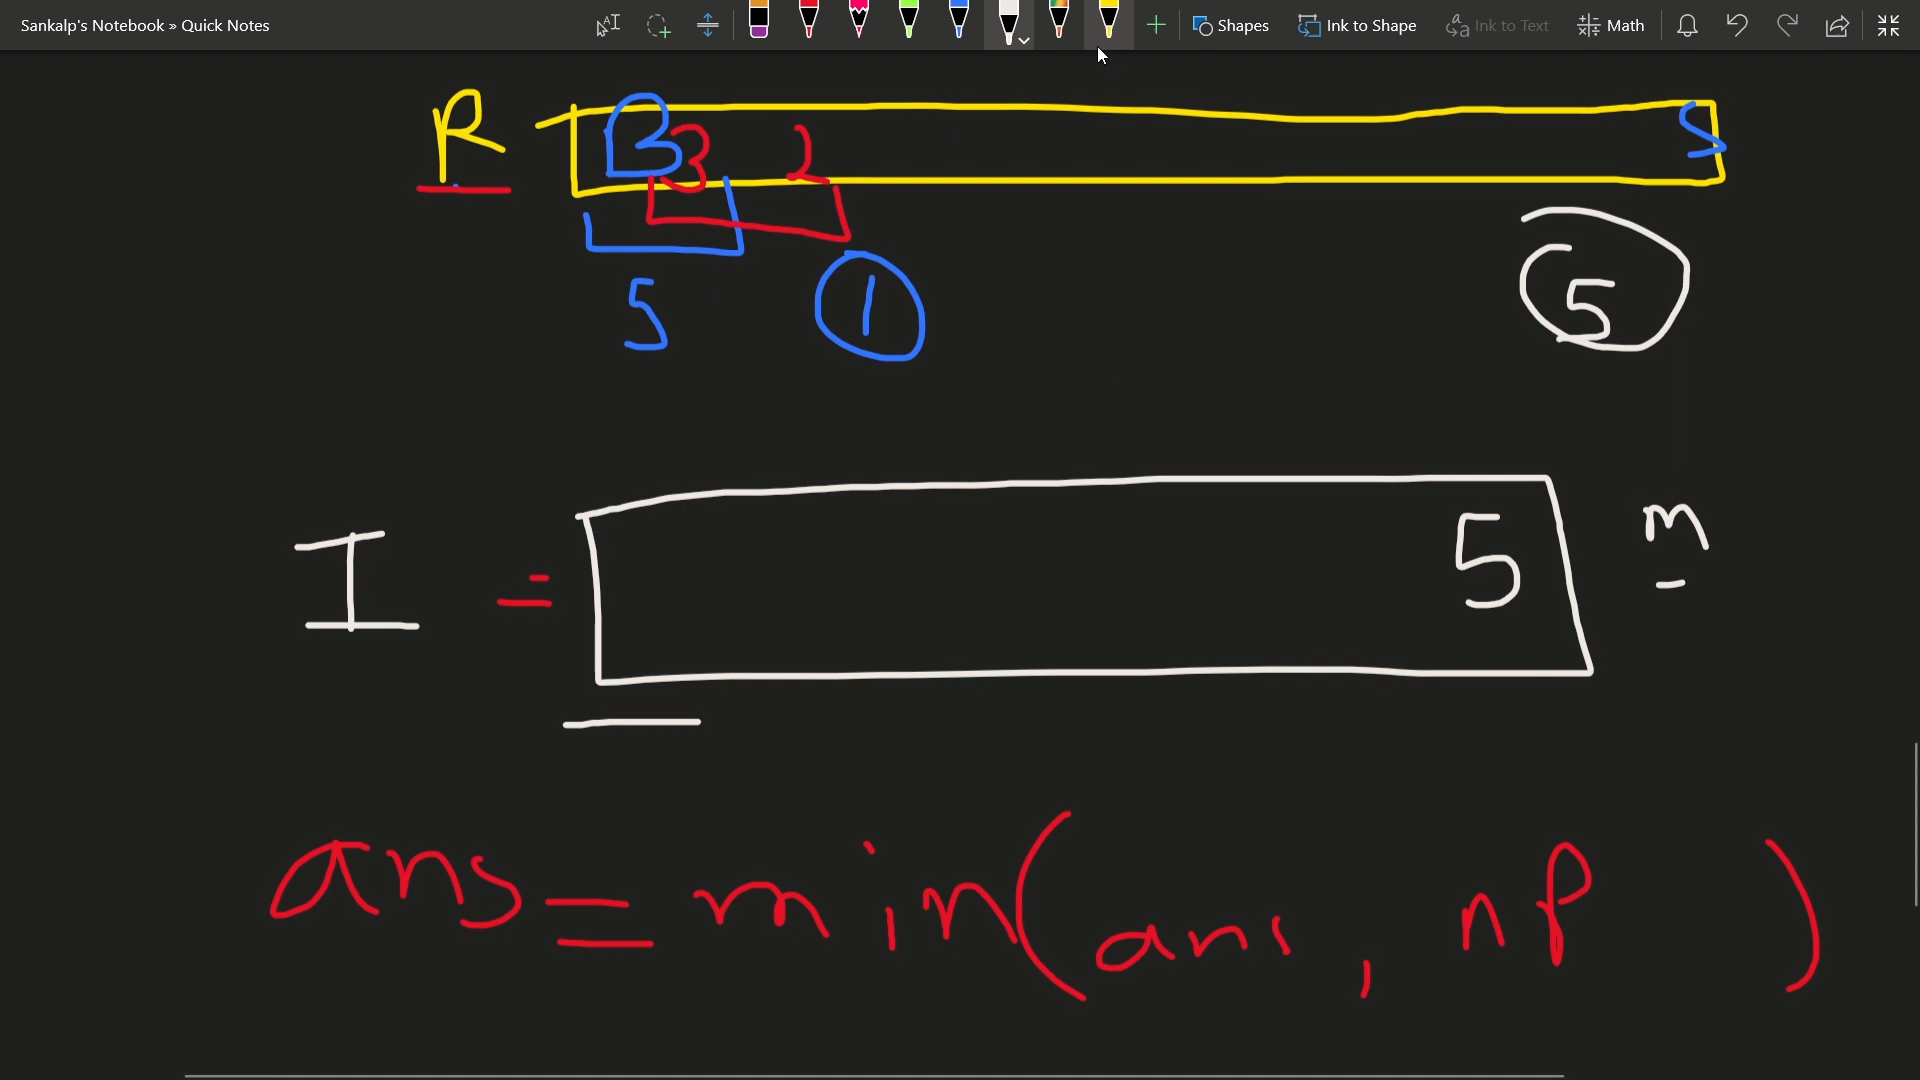 Sankalp's Notebook » Quick Notes
Shapes Ink to Shape Ink to Text Math
R 3 2 5
5 1 5
I = 5 m
ans = min(ans, np )